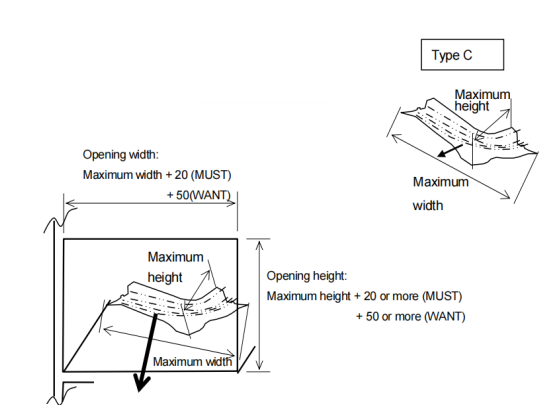 Type C
Maximum
height
Maximum
width
Opening width:
Maximum width + 20 (MUST)
+ 50(WANT)
Maximum
height
Maximum width
Opening height:
Maximum height + 20 or more (MUST)
+ 50 or more (WANT)